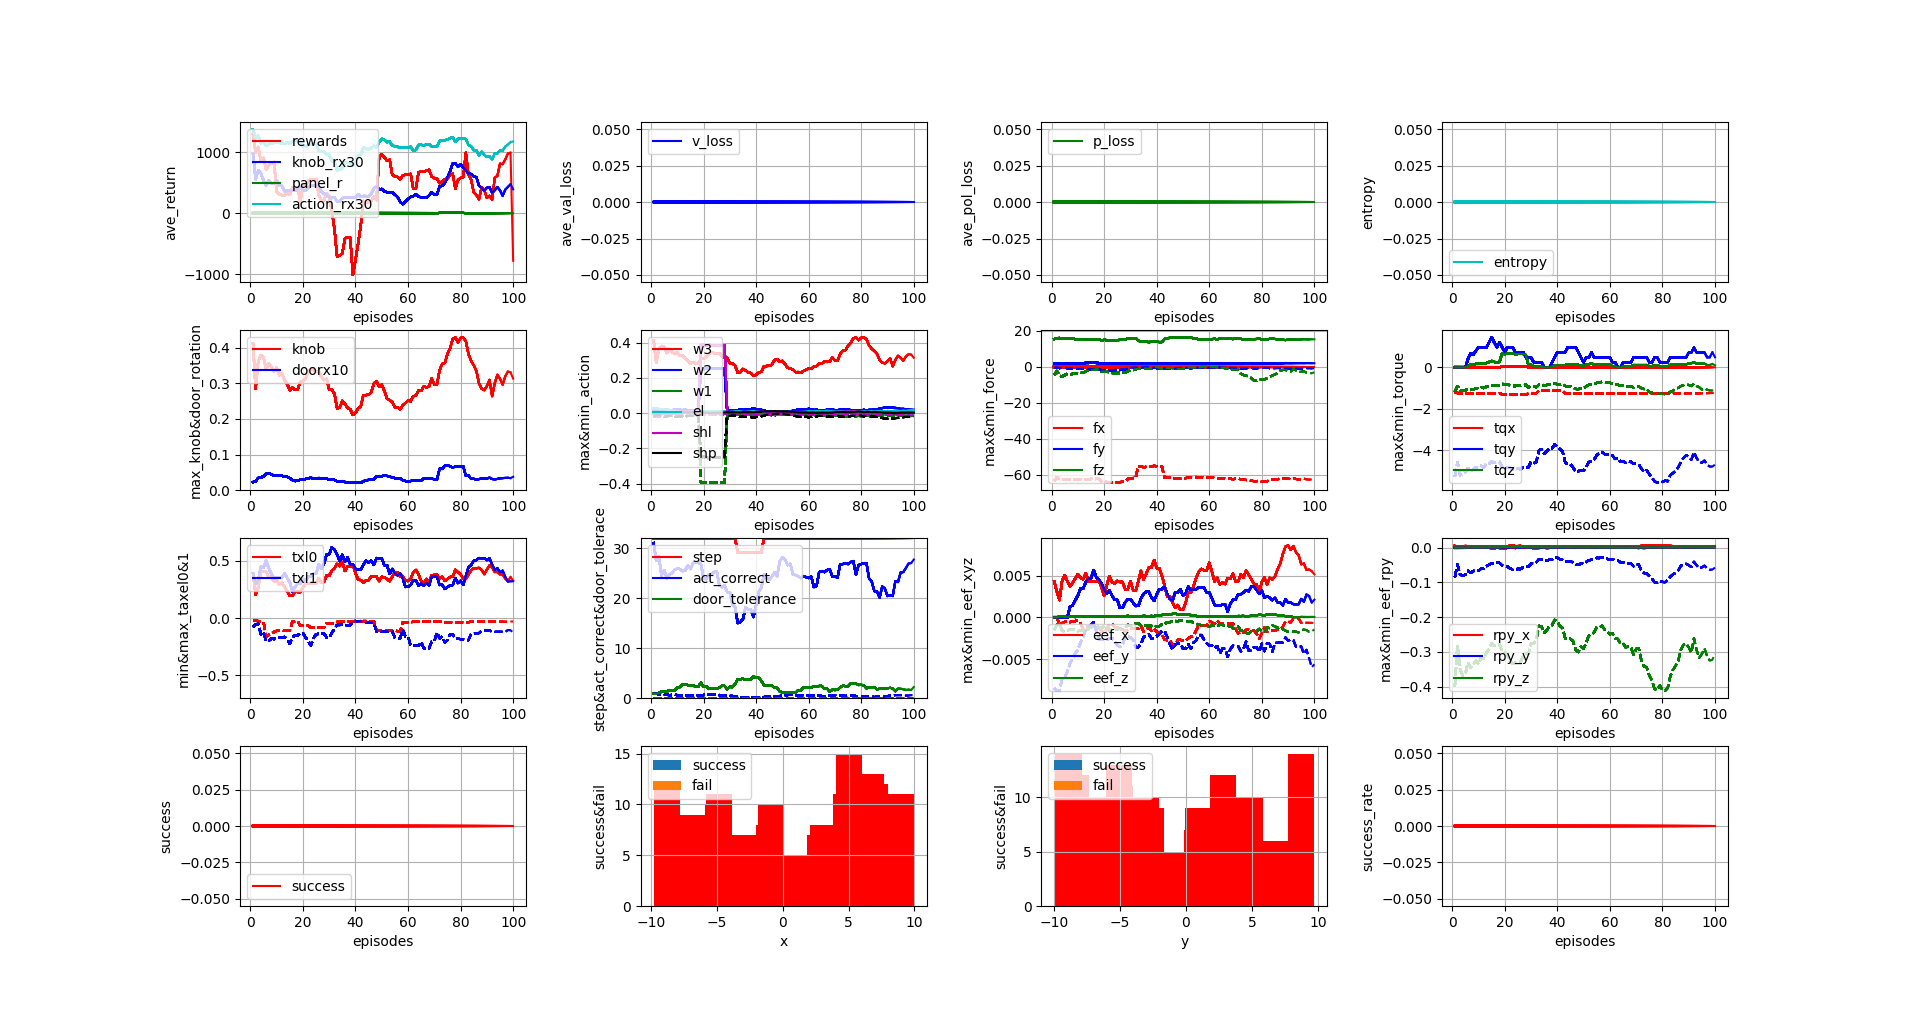 ave_return
1000
0
−1000
rewards
knob_rx30
panel_r
action_rx30
0 20 40 60 80 100
episodes
ave_val_loss
0.050
0.025
0.000
−0.025
−0.050
v_loss
0 20 40 60 80 100
episodes
ave_pol_loss
0.050
0.025
0.000
−0.025
−0.050
p_loss
0 20 40 60 80 100
episodes
entropy
0.050
0.025
0.000
−0.025
−0.050
entropy
0 20 40 60 80 100
episodes
max_knob&door_rotation
0.4
0.3
0.2
0.1
0.0
knob
doorx10
0 20 40 60 80 100
episodes
max&min_action
0.4
0.2
0.0
−0.2
−0.4
w3
w2
w1
el
shl
shp
0 20 40 60 80 100
episodes
max&min_force
20
0
−20
−40
−60
fx
fy
fz
0 20 40 60 80 100
episodes
max&min_torque
0
−2
−4
tqx
tqy
tqz
0 20 40 60 80 100
episodes
min&max_taxel0&1
0.5
0.0
−0.5
txl0
txl1
0 20 40 60 80 100
episodes
step&act_correct&door_tolerace
30
20
10
0
step
act_correct
door_tolerance
0 20 40 60 80 100
episodes
max&min_eef_xyz
0.005
0.000
−0.005
eef_x
eef_y
eef_z
0 20 40 60 80 100
episodes
max&min_eef_rpy
0.0
−0.1
−0.2
−0.3
−0.4
rpy_x
rpy_y
rpy_z
0 20 40 60 80 100
episodes
success
0.050
0.025
0.000
−0.025
−0.050
success
0 20 40 60 80 100
episodes
success&fail
15
10
5
0
success
fail
−10 −5 0 5 10
x
success&fail
10
5
0
success
fail
−10 −5 0 5 10
y
success_rate
0.050
0.025
0.000
−0.025
−0.050
0 20 40 60 80 100
episodes